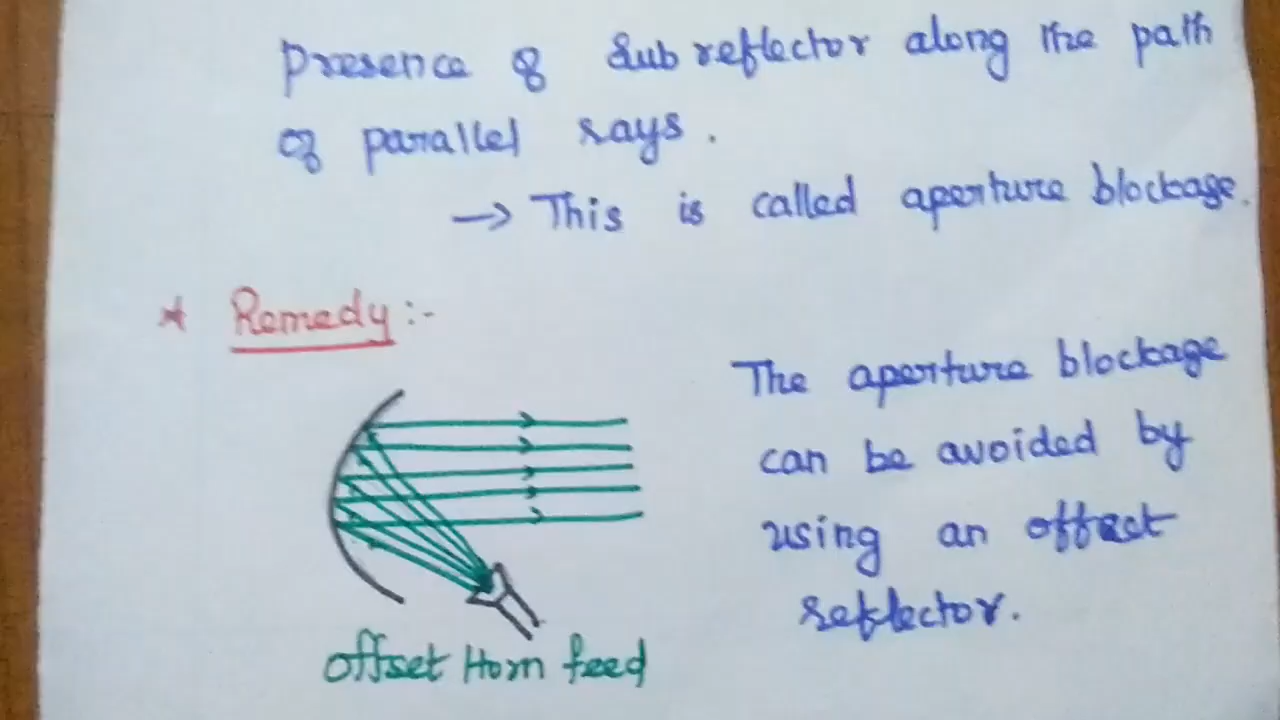 Presence of Sub reflector along the path
of parallel rays.
→ This is called aperture blockage.
* Remedy:-
The aperture blockage
can be avoided by
using an offset
reflector.
offset Horn feed